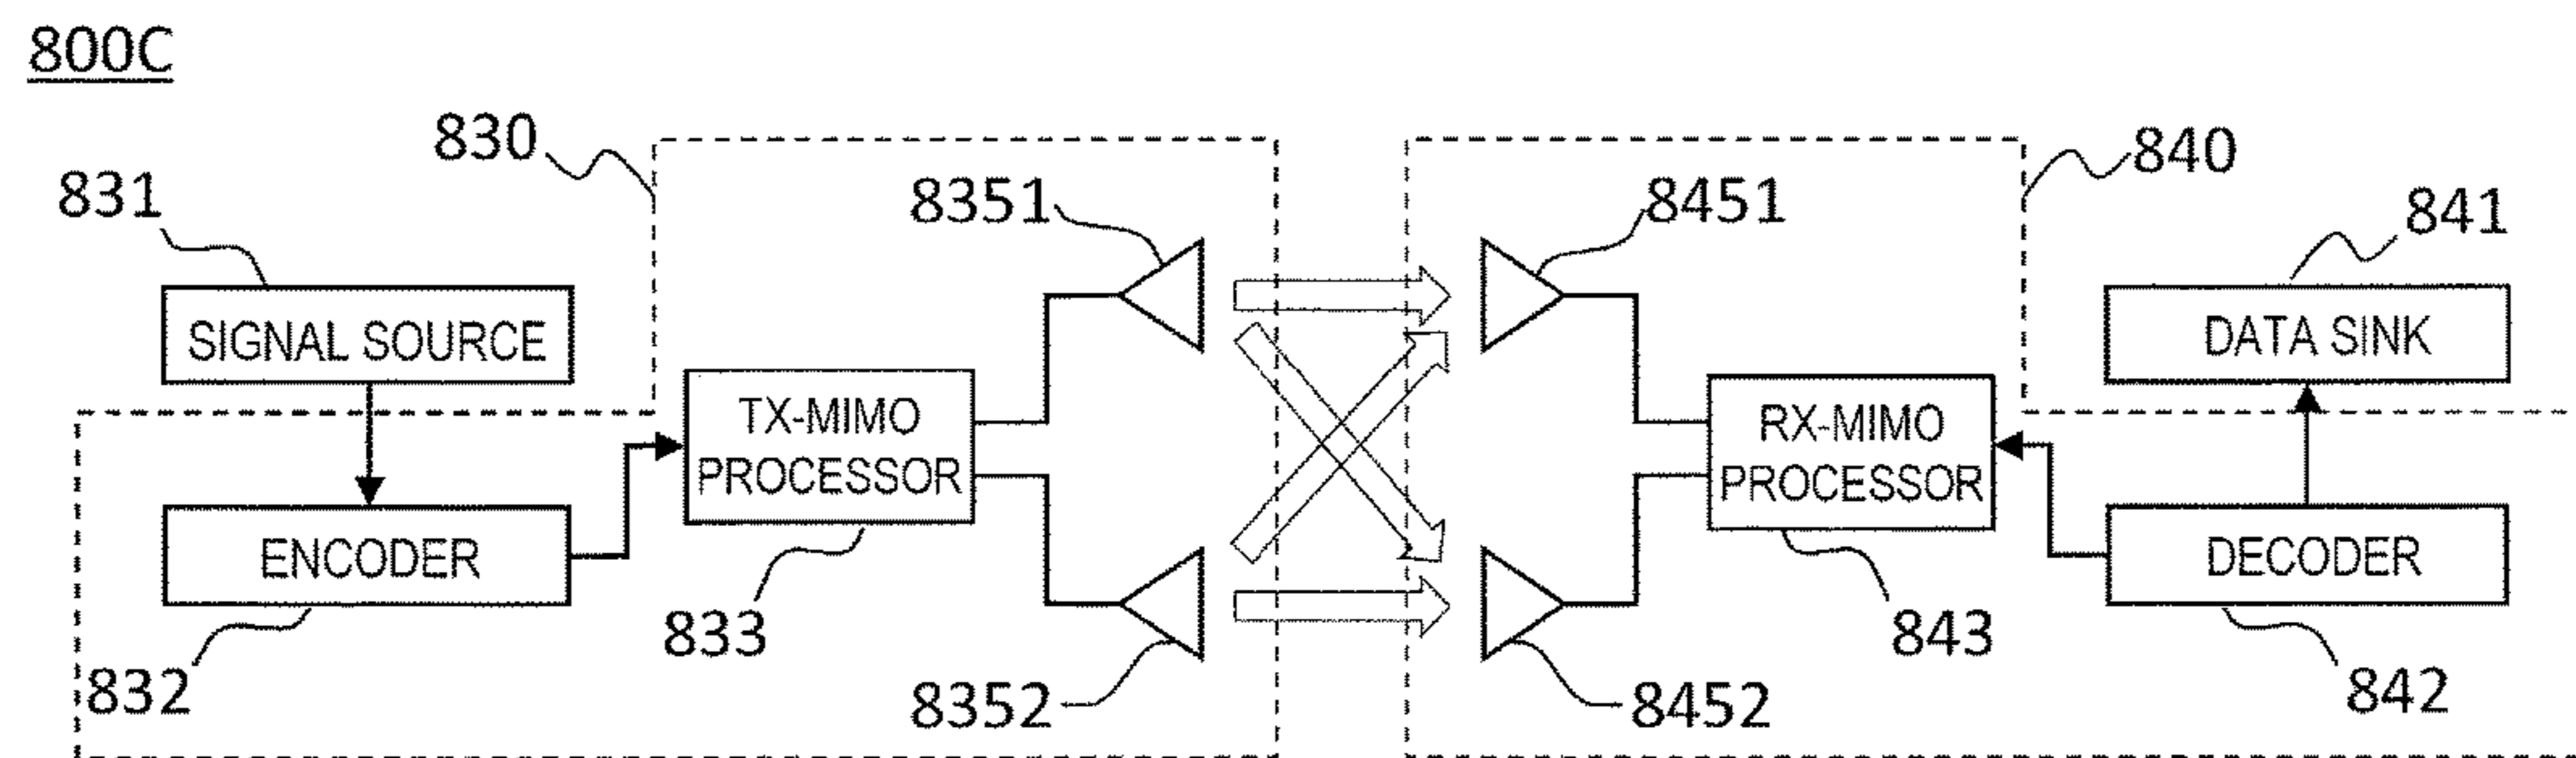 800C
830
840
831
8351
8451
841
SIGNAL SOURCE
DATA SINK
TX-MIMO
PROCESSOR
RX-MIMO
PROCESSOR
ENCODER
DECODER
833
843
832
8352
8452
842